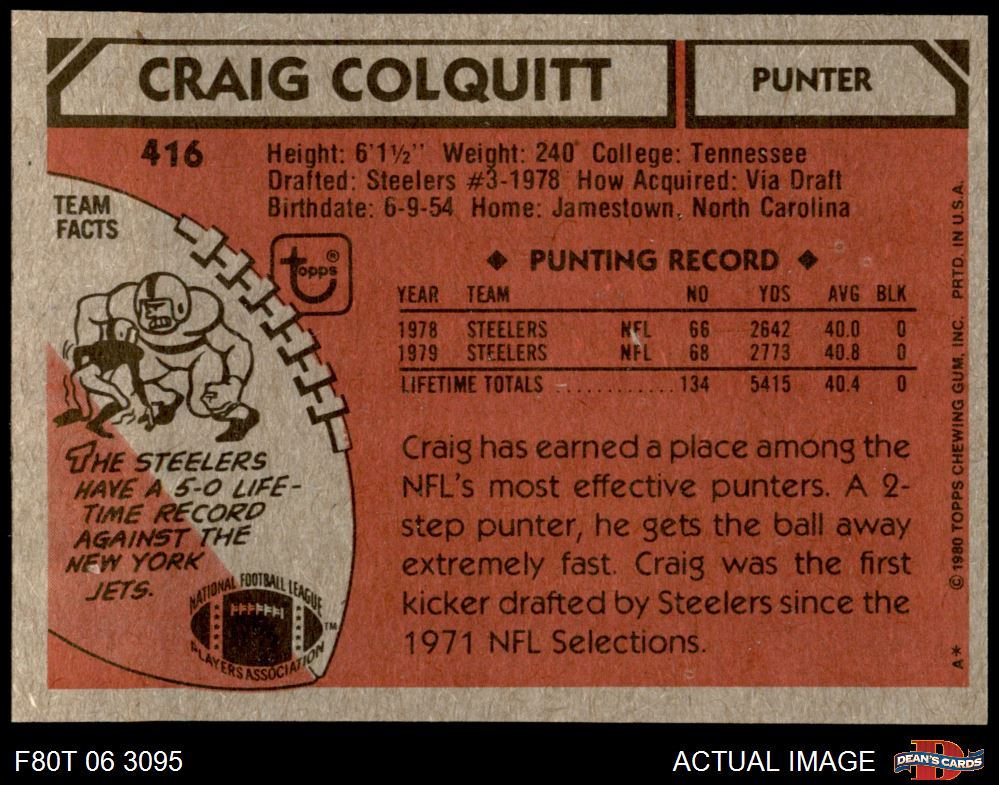 CRAIG COLQUITT
PUNTER
416
Height: 6'1½" Weight: 240 College: Tennessee
Drafted: Steelers #3-1978 How Acquired: Via Draft
Birthdate: 6-9-54 Home: Jamestown, North Carolina
TEAM
FACTS
THE STEELERS
HAVE A 5-0 LIFE-
TIME RECORD
AGAINST THE
NEW YORK
JETS.
NATIONAL FOOTBALL LEAGUE
PLAYERS ASSOCIATION
TM
topps ®
◆ PUNTING RECORD ◆
YEAR TEAM NO YDS AVG BLK
1978 STEELERS NFL 66 2642 40.0 0
1979 STEELERS NFL 68 2773 40.8 0
LIFETIME TOTALS ............ 134 5415 40.4 0
Craig has earned a place among the
NFL's most effective punters. A 2-
step punter, he gets the ball away
extremely fast. Craig was the first
kicker drafted by Steelers since the
1971 NFL Selections.
A* © 1980 TOPPS CHEWING GUM, INC. PRTD. IN U.S.A.
F80T 06 3095
ACTUAL IMAGE
D
DEAN'S CARDS